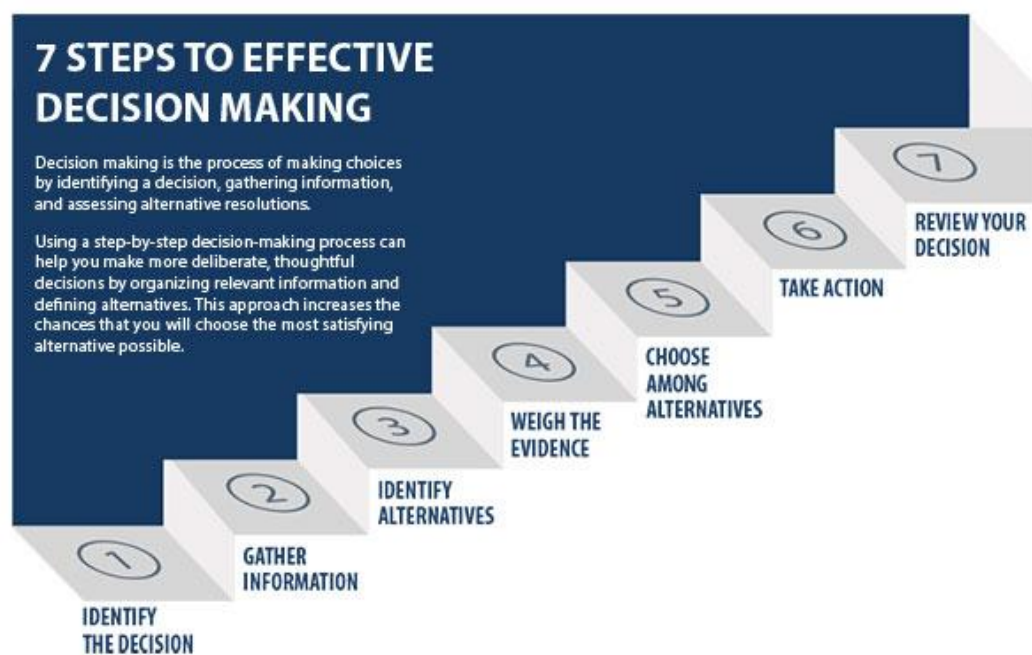 7 STEPS TO EFFECTIVE
DECISION MAKING
Decision making is the process of making choices
by identifying a decision, gathering information,
and assessing alternative resolutions.
Using a step-by-step decision-making process can
help you make more deliberate, thoughtful
decisions by organizing relevant information and
defining alternatives. This approach increases the
chances that you will choose the most satisfying
alternative possible.
1
IDENTIFY
THE DECISION
2
GATHER
INFORMATION
3
IDENTIFY
ALTERNATIVES
4
WEIGH THE
EVIDENCE
5
CHOOSE
AMONG
ALTERNATIVES
6
TAKE ACTION
7
REVIEW YOUR
DECISION